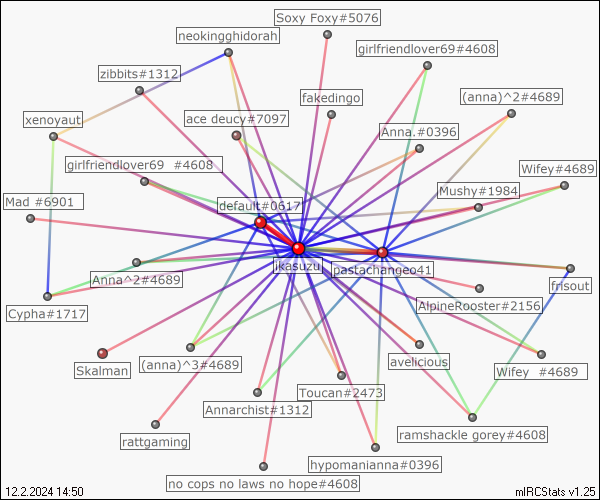 Soxy Foxy#5076
neokingghidorah
girlfriendlover69#4608
zibbits#1312
fakedingo
(anna)^2#4689
xenoyaut
ace deucy#7097
Anna.#0396
girlfriendlover69 #4608
Wifey#4689
Mushy#1984
Mad #6901
default#0617
ikasuzu
pastachangeo41
Anna^2#4689
frisout
Cypha#1717
AlpineRooster#2156
Skalman
(anna)^3#4689
avelicious
Wifey #4689
Toucan#2473
Annarchist#1312
rattgaming
ramshackle gorey#4608
hypomanianna#0396
no cops no laws no hope#4608
12.2.2024 14:50
mIRCStats v1.25